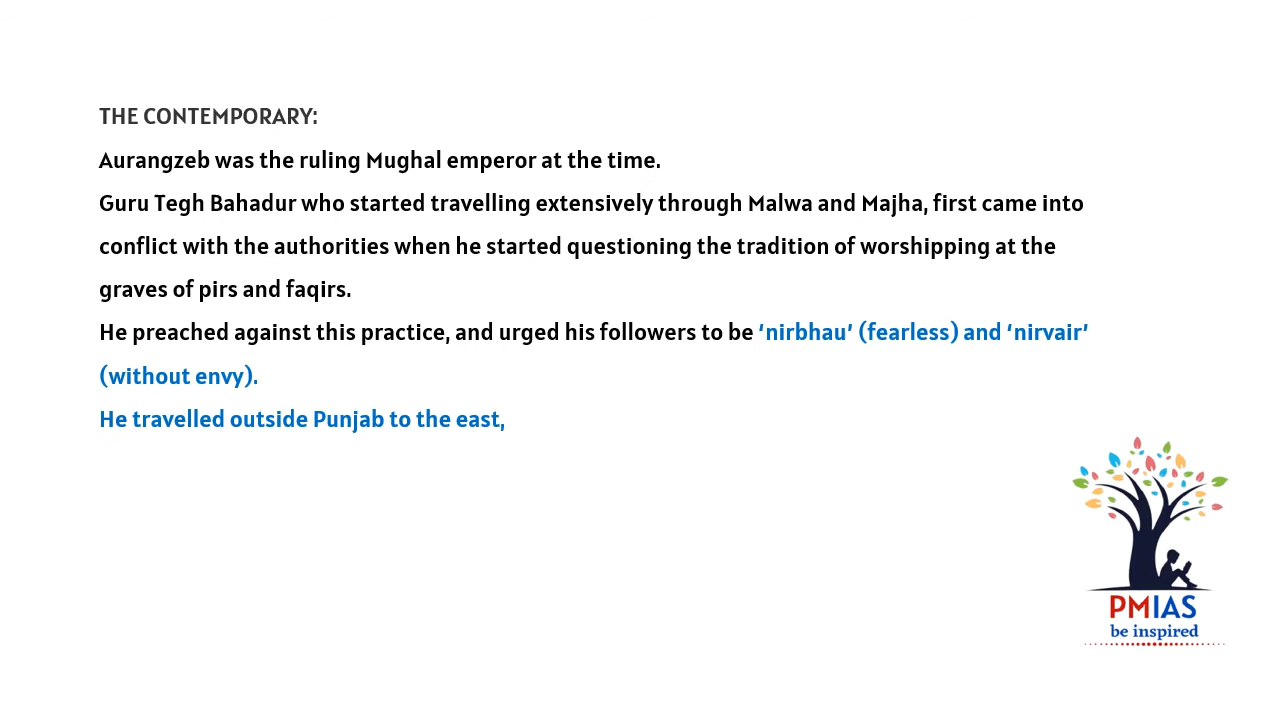 THE CONTEMPORARY:
Aurangzeb was the ruling Mughal emperor at the time.
Guru Tegh Bahadur who started travelling extensively through Malwa and Majha, first came into
conflict with the authorities when he started questioning the tradition of worshipping at the
graves of pirs and faqirs.
He preached against this practice, and urged his followers to be ‘nirbhau’ (fearless) and ‘nirvair’
(without envy).
He travelled outside Punjab to the east,
PMIAS
be inspired